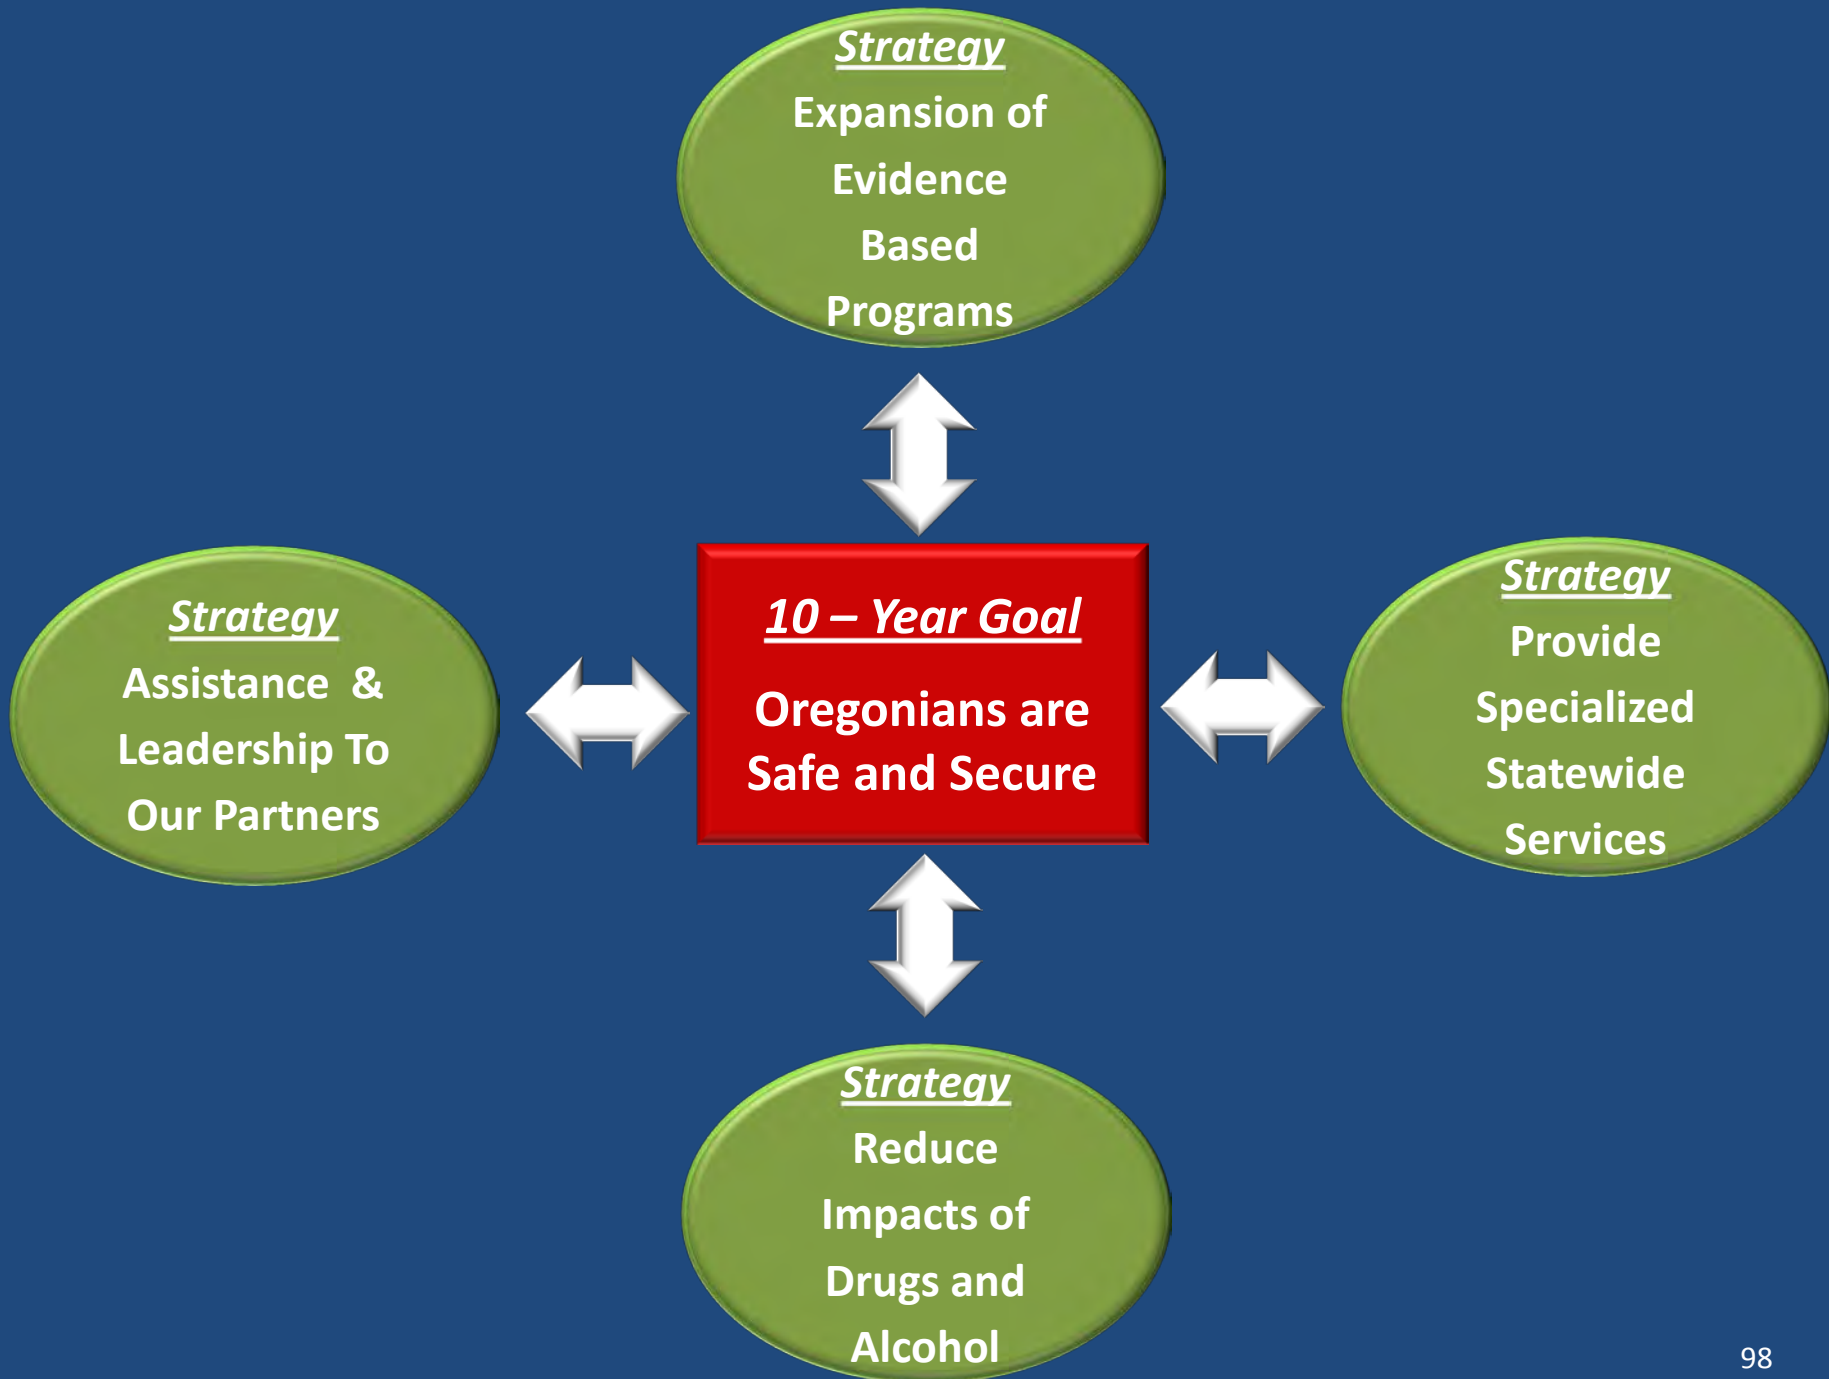 Strategy
Expansion of
Evidence
Based
Programs
Strategy
Assistance  &
Leadership To
Our Partners
10 – Year Goal
Oregonians are
Safe and Secure
Strategy
Provide
Specialized
Statewide
Services
Strategy
Reduce
Impacts of
Drugs and
Alcohol
98